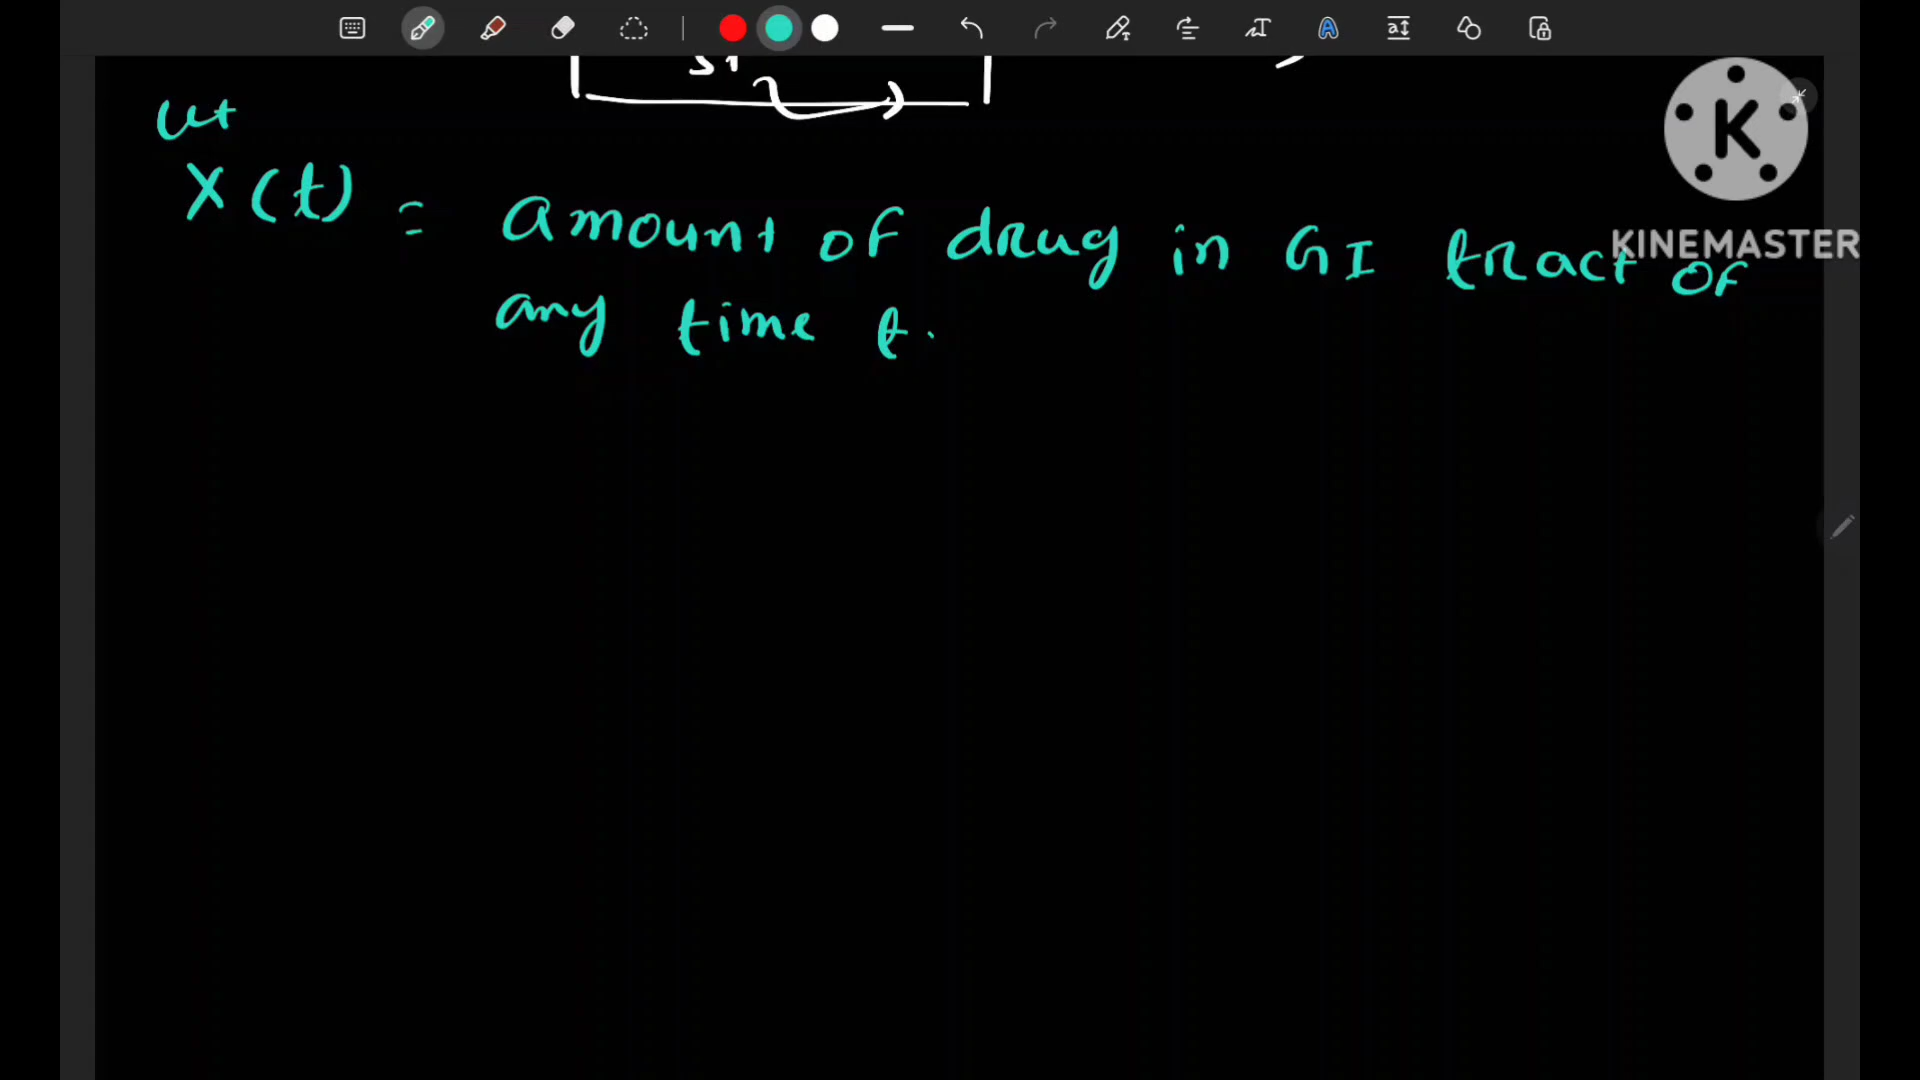 Let
X(t) = amount of drug in GI tract of
any time t.
K
KINEMASTER